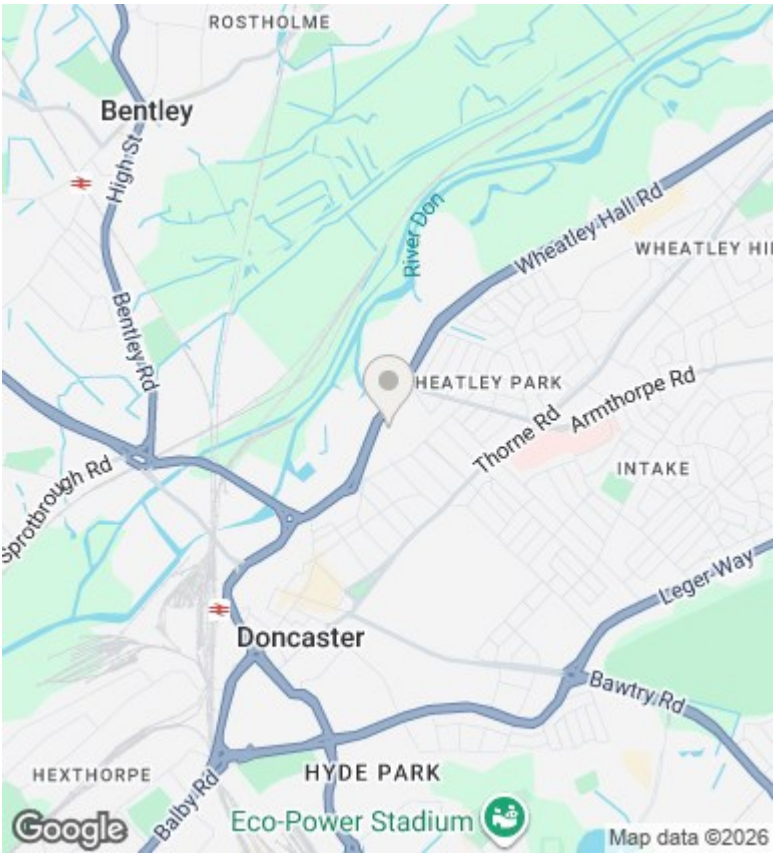 ROSTHOLME
Bentley
High St
River Don
Wheatley Hall Rd
WHEATLEY HIL
Bentley Rd
HEATLEY PARK
Armthorpe Rd
Thorne Rd
INTAKE
Sprotbrough Rd
Leger Way
Doncaster
Bawtry Rd
HEXTHORPE
HYDE PARK
Balby Rd
Eco-Power Stadium
Google
Map data ©2026